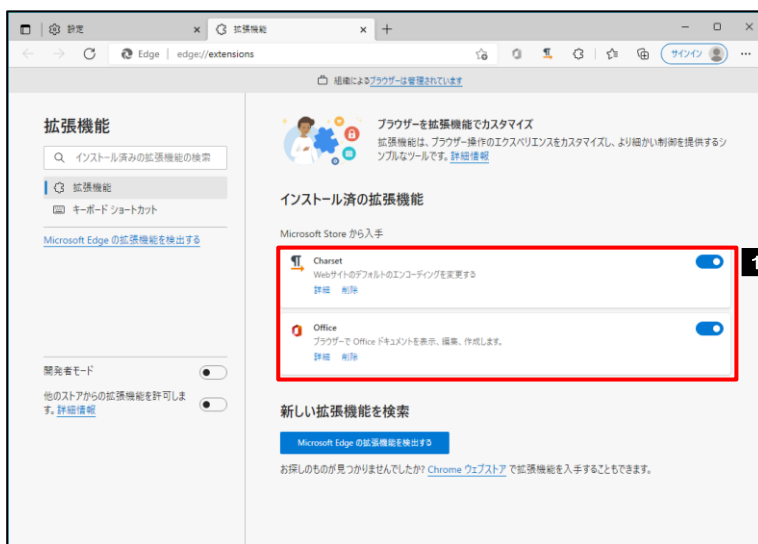 設定
拡張機能
Edge
edge://extensions
サインイン
組織によるブラウザーは管理されています
拡張機能
インストール済みの拡張機能の検索
拡張機能
キーボード ショートカット
Microsoft Edge の拡張機能を検出する
開発者モード
他のストアからの拡張機能を許可しま
す。詳細情報
ブラウザーを拡張機能でカスタマイズ
拡張機能は、ブラウザー操作のエクスペリエンスをカスタマイズし、より細かい制御を提供するシ
ンプルなツールです。詳細情報
インストール済の拡張機能
Microsoft Store から入手
Charset
Webサイトのデフォルトのエンコーディングを変更する
詳細 削除
1
Office
ブラウザーで Office ドキュメントを表示、編集、作成します。
詳細 削除
新しい拡張機能を検索
Microsoft Edge の拡張機能を検出する
お探しのものが見つかりませんでしたか? Chrome ウェブストア で拡張機能を入手することもできます。